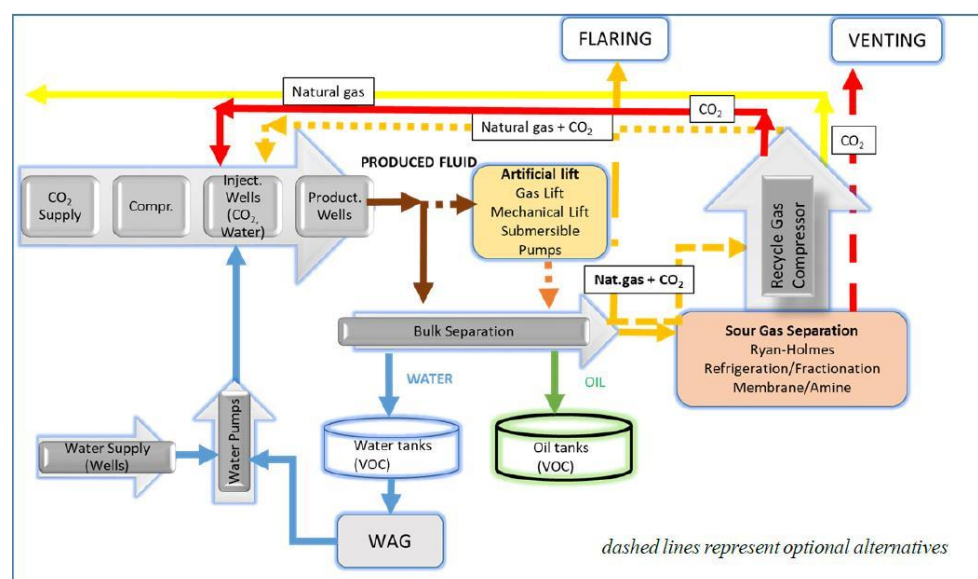 FLARING
VENTING
Natural gas
CO₂
Natural gas + CO₂
CO₂
PRODUCED FLUID
CO₂
Supply
Compr.
Inject.
Wells
(CO₂,
Water)
Product.
Wells
Artificial lift
Gas Lift
Mechanical Lift
Submersible
Pumps
Recycle Gas
Compressor
Nat.gas + CO₂
Bulk Separation
Sour Gas Separation
Ryan-Holmes
Refrigeration/Fractionation
Membrane/Amine
WATER
OIL
Water Supply
(Wells)
Water Pumps
Water tanks
(VOC)
Oil tanks
(VOC)
WAG
dashed lines represent optional alternatives